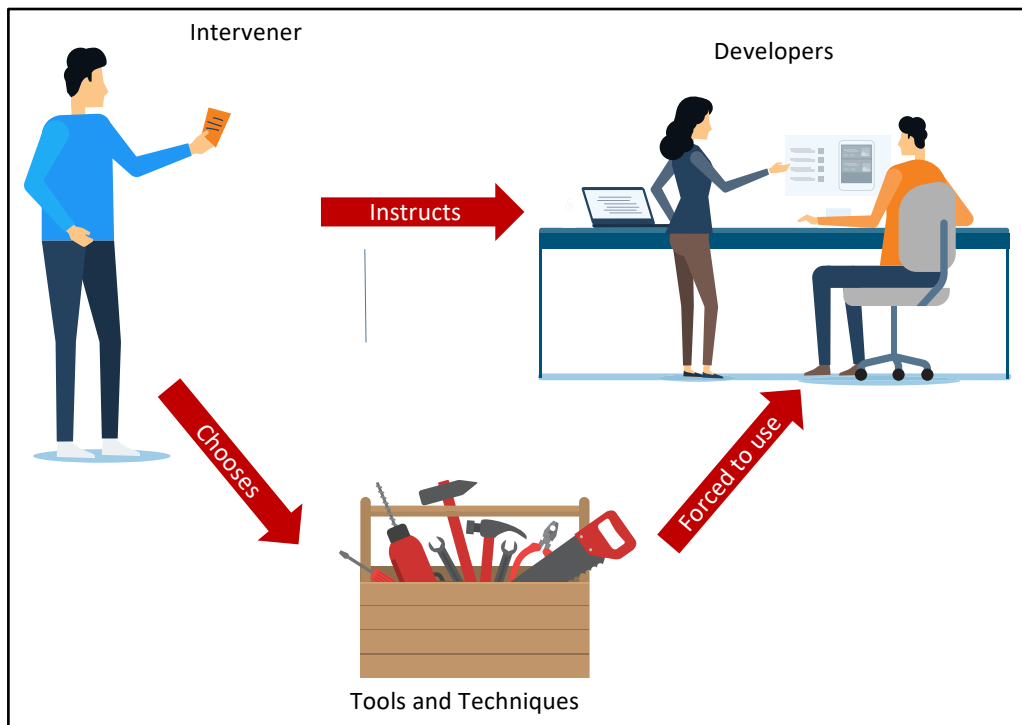 Intervener
Developers
Instructs
Chooses
Forced to use
Tools and Techniques